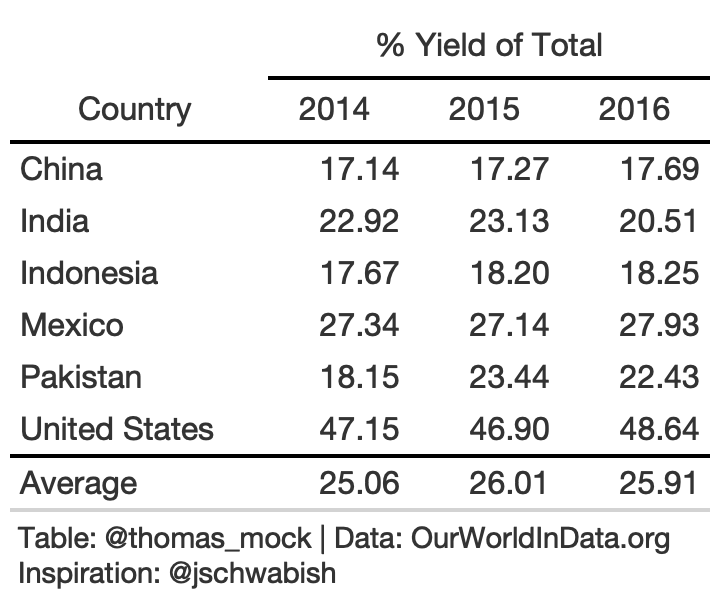 % Yield of Total
Country 2014 2015 2016
China 17.14 17.27 17.69
India 22.92 23.13 20.51
Indonesia 17.67 18.20 18.25
Mexico 27.34 27.14 27.93
Pakistan 18.15 23.44 22.43
United States 47.15 46.90 48.64
Average 25.06 26.01 25.91
Table: @thomas_mock | Data: OurWorldInData.org
Inspiration: @jschwabish